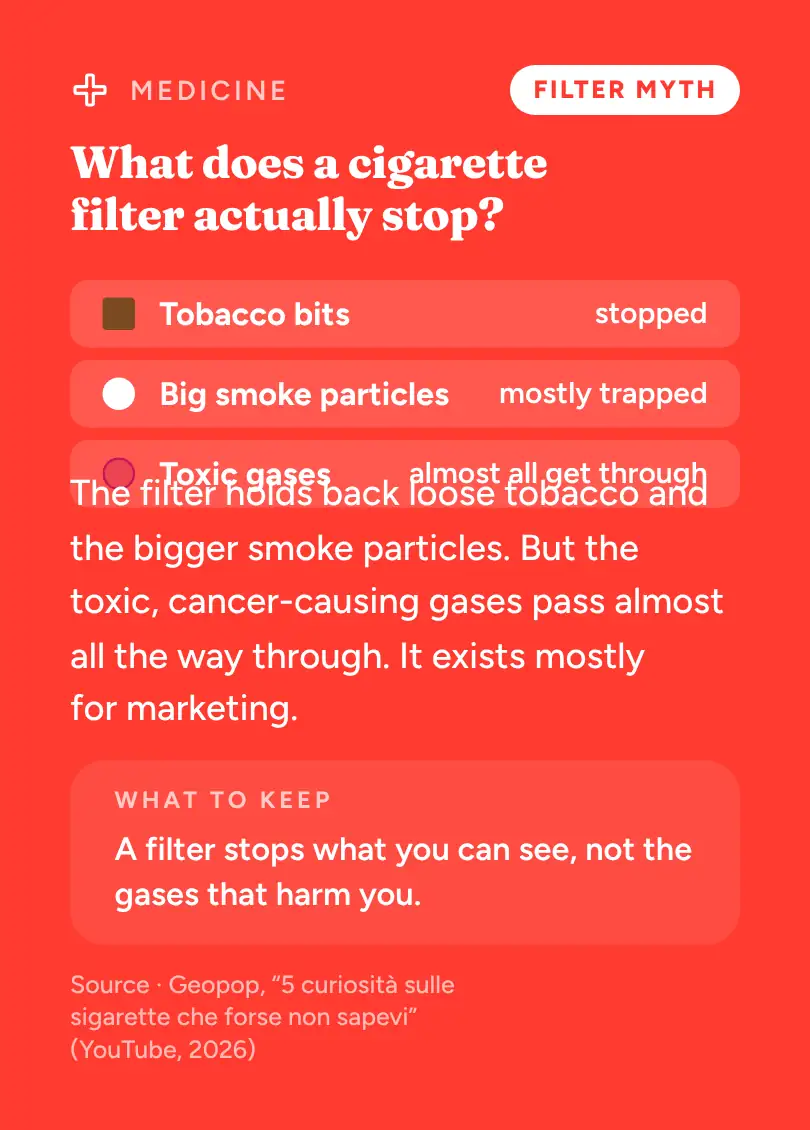 MEDICINE
FILTER MYTH
What does a cigarette
filter actually stop?
Tobacco bits stopped
Big smoke particles mostly trapped
Toxic gases almost all get through
The filter holds back loose tobacco and
the bigger smoke particles. But the
toxic, cancer-causing gases pass almost
all the way through. It exists mostly
for marketing.
WHAT TO KEEP
A filter stops what you can see, not the
gases that harm you.
Source · Geopop, “5 curiosità sulle
sigarette che forse non sapevi”
(YouTube, 2026)